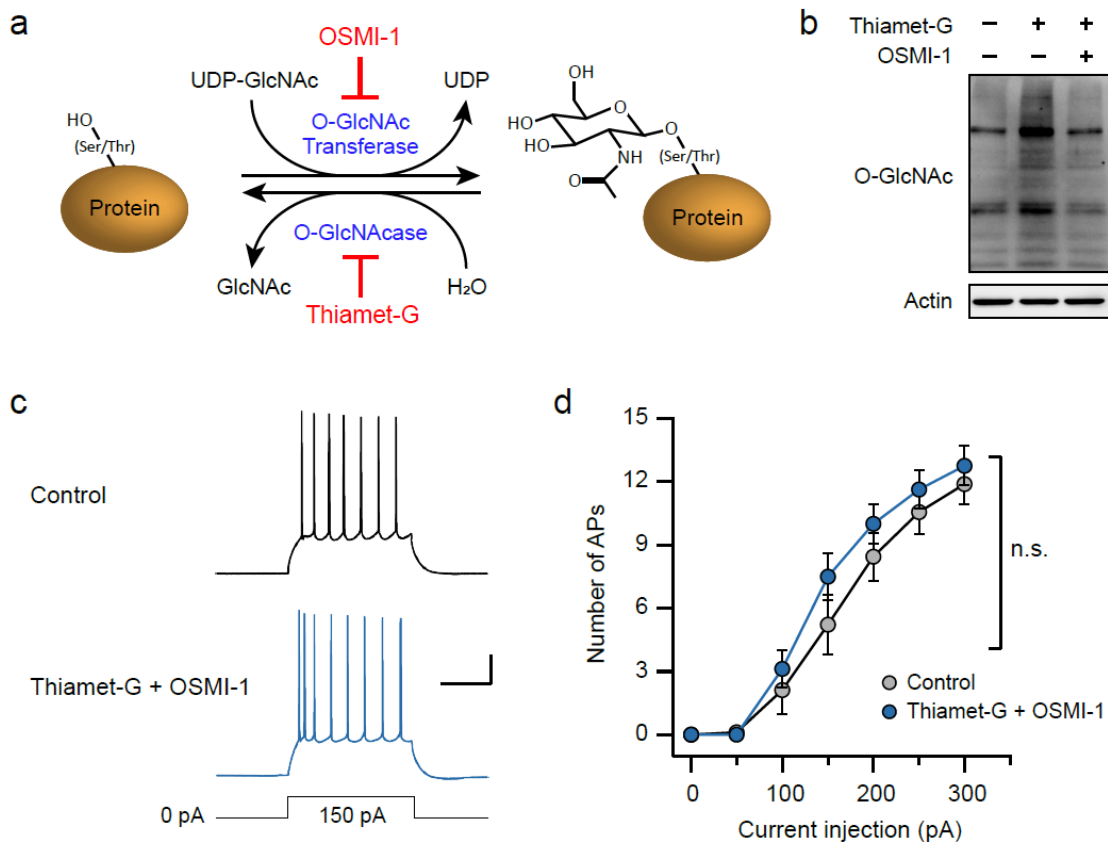 a
OSMI-1
UDP-GlcNAc
UDP
O-GlcNAc
Transferase
HO
(Ser/Thr)
Protein
O-GlcNAcase
GlcNAc
H₂O
Thiamet-G
OH
HO
HO
O
O
NH
O
(Ser/Thr)
Protein
b
Thiamet-G − + +
OSMI-1 − − +
O-GlcNAc
Actin
c
Control
Thiamet-G + OSMI-1
0 pA
150 pA
d
Number of APs
15
12
9
6
3
0
n.s.
Control
Thiamet-G + OSMI-1
0 100 200 300
Current injection (pA)